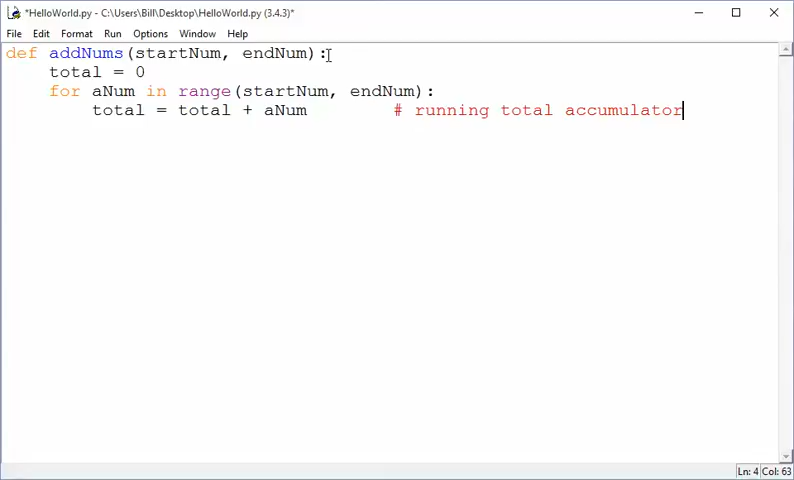 *HelloWorld.py - C:\Users\Bill\Desktop\HelloWorld.py (3.4.3)*
File Edit Format Run Options Window Help
def addNums(startNum, endNum):
    total = 0
    for aNum in range(startNum, endNum):
        total = total + aNum        # running total accumulator
Ln: 4 Col: 63